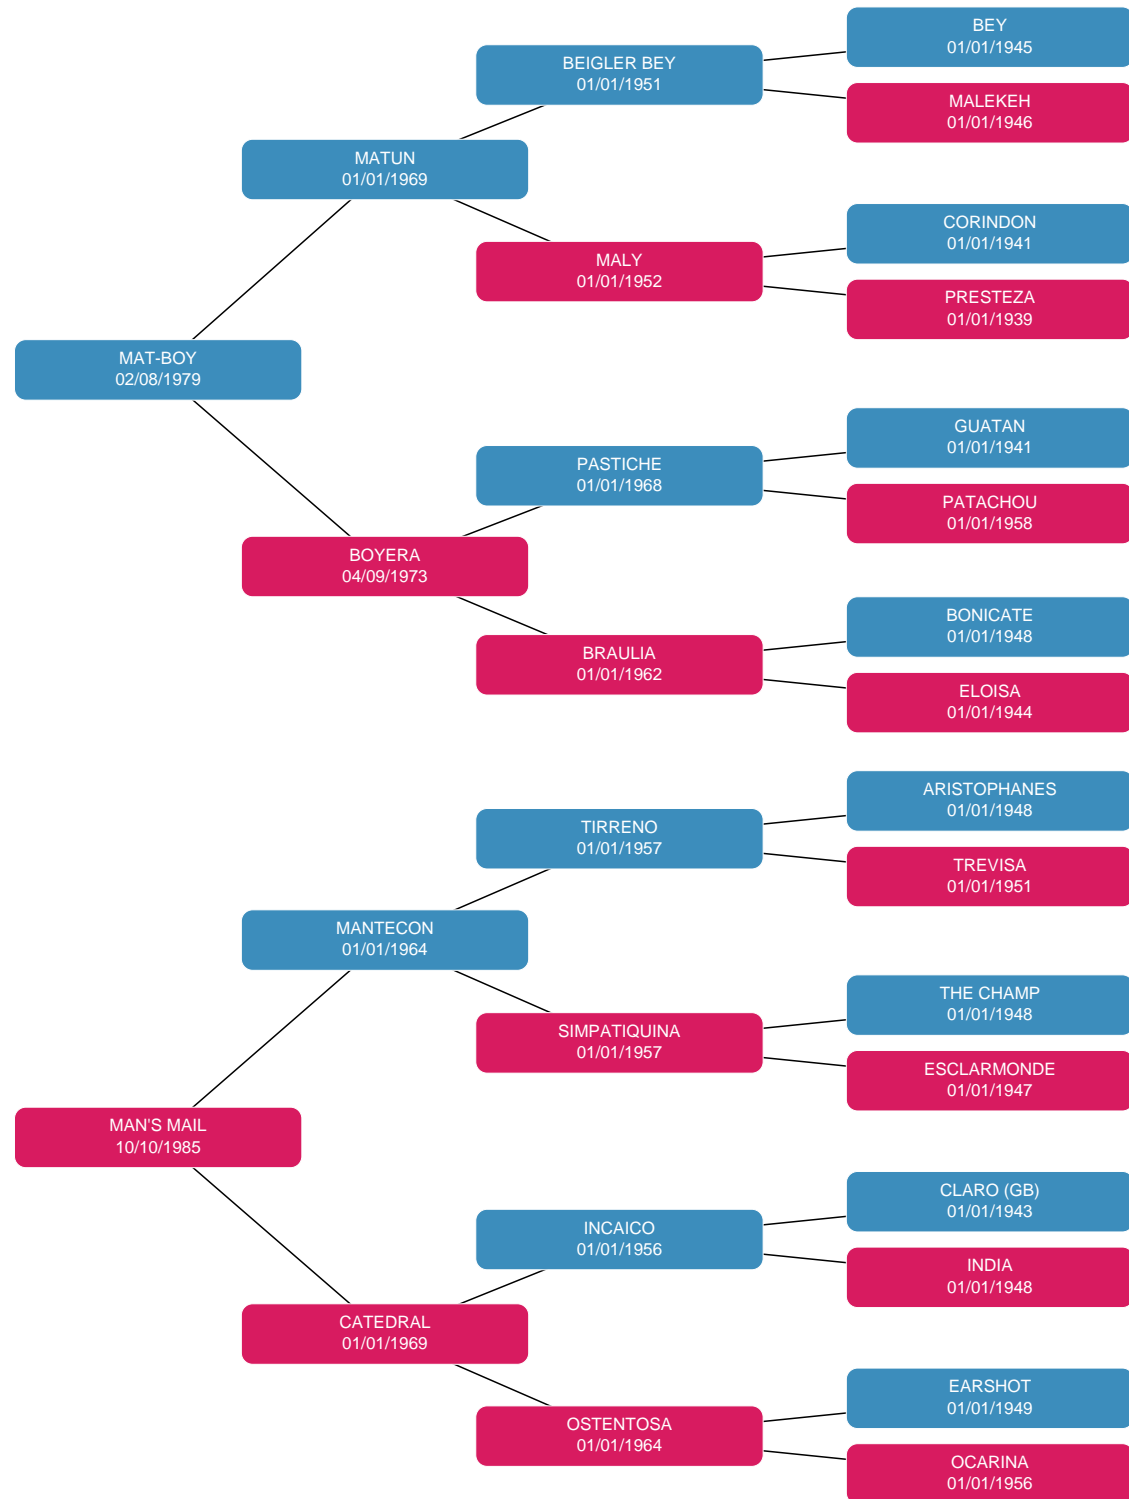 BEY
01/01/1945
BEIGLER BEY
01/01/1951
MALEKEH
01/01/1946
MATUN
01/01/1969
CORINDON
01/01/1941
MALY
01/01/1952
PRESTEZA
01/01/1939
MAT-BOY
02/08/1979
GUATAN
01/01/1941
PASTICHE
01/01/1968
PATACHOU
01/01/1958
BOYERA
04/09/1973
BONICATE
01/01/1948
BRAULIA
01/01/1962
ELOISA
01/01/1944
ARISTOPHANES
01/01/1948
TIRRENO
01/01/1957
TREVISA
01/01/1951
MANTECON
01/01/1964
THE CHAMP
01/01/1948
SIMPATIQUINA
01/01/1957
ESCLARMONDE
01/01/1947
MAN'S MAIL
10/10/1985
CLARO (GB)
01/01/1943
INCAICO
01/01/1956
INDIA
01/01/1948
CATEDRAL
01/01/1969
EARSHOT
01/01/1949
OSTENTOSA
01/01/1964
OCARINA
01/01/1956